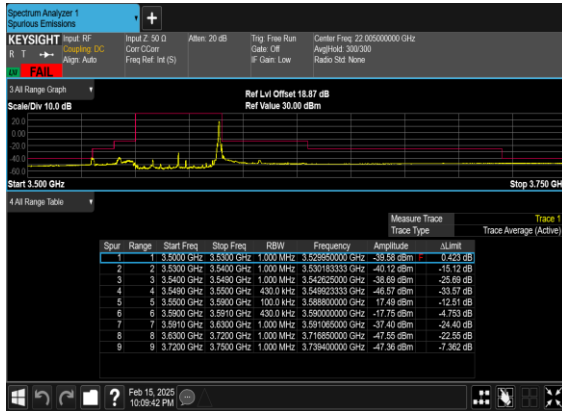 Spectrum Analyzer 1
Spurious Emissions
KEYSIGHT Input: RF Input Z: 50 Ω Atten: 20 dB Trig: Free Run Center Freq: 22.005000000 GHz
R T Coupling: DC Corr CCorr Gate: Off Avg|Hold: 300/300
Align: Auto Freq Ref: Int (S) IF Gain: Low Radio Std: None
FAIL
3 All Range Graph
Ref Lvl Offset 18.87 dB
Scale/Div 10.0 dB Ref Value 30.00 dBm
20.0
0.00
-20.0
-40.0
-60.0
Start 3.500 GHz Stop 3.750 GH
4 All Range Table
Measure Trace Trace 1
Trace Type Trace Average (Active)
Spur Range Start Freq Stop Freq RBW Frequency Amplitude ΔLimit
1 1 3.5000 GHz 3.5300 GHz 1.000 MHz 3.529950000 GHz -39.58 dBm F 0.423 dB
2 2 3.5300 GHz 3.5400 GHz 1.000 MHz 3.530183333 GHz -40.12 dBm -15.12 dB
3 3 3.5400 GHz 3.5490 GHz 1.000 MHz 3.542625000 GHz -38.69 dBm -25.69 dB
4 4 3.5490 GHz 3.5500 GHz 430.0 kHz 3.549923333 GHz -46.57 dBm -33.57 dB
5 5 3.5500 GHz 3.5900 GHz 100.0 kHz 3.588800000 GHz 17.49 dBm -12.51 dB
6 6 3.5900 GHz 3.5910 GHz 430.0 kHz 3.590000000 GHz -17.75 dBm -4.753 dB
7 7 3.5910 GHz 3.6300 GHz 1.000 MHz 3.591065000 GHz -37.40 dBm -24.40 dB
8 8 3.6300 GHz 3.7200 GHz 1.000 MHz 3.716850000 GHz -47.55 dBm -22.55 dB
9 9 3.7200 GHz 3.7500 GHz 1.000 MHz 3.739400000 GHz -47.36 dBm -7.362 dB
? Feb 15, 2025
10:09:42 PM